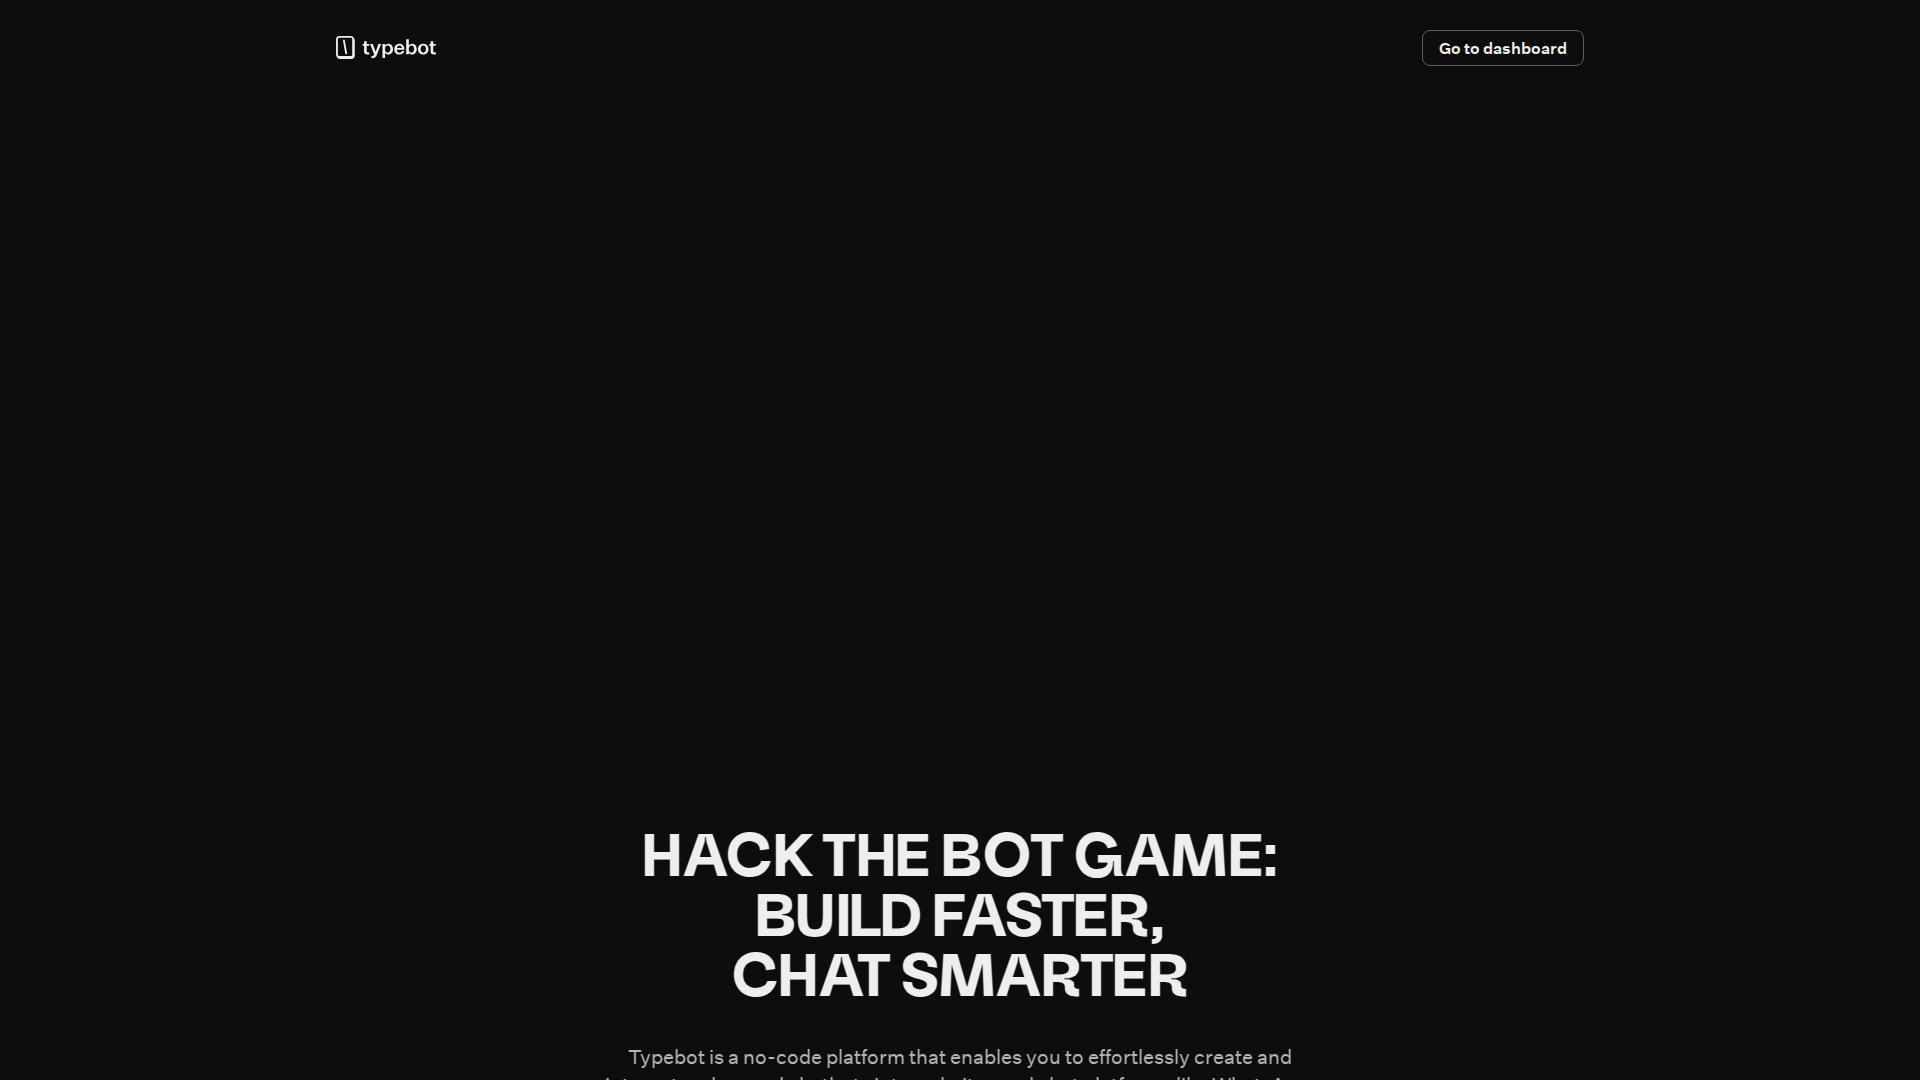 typebot
Go to dashboard
HACK THE BOT GAME:
BUILD FASTER,
CHAT SMARTER
Typebot is a no-code platform that enables you to effortlessly create and